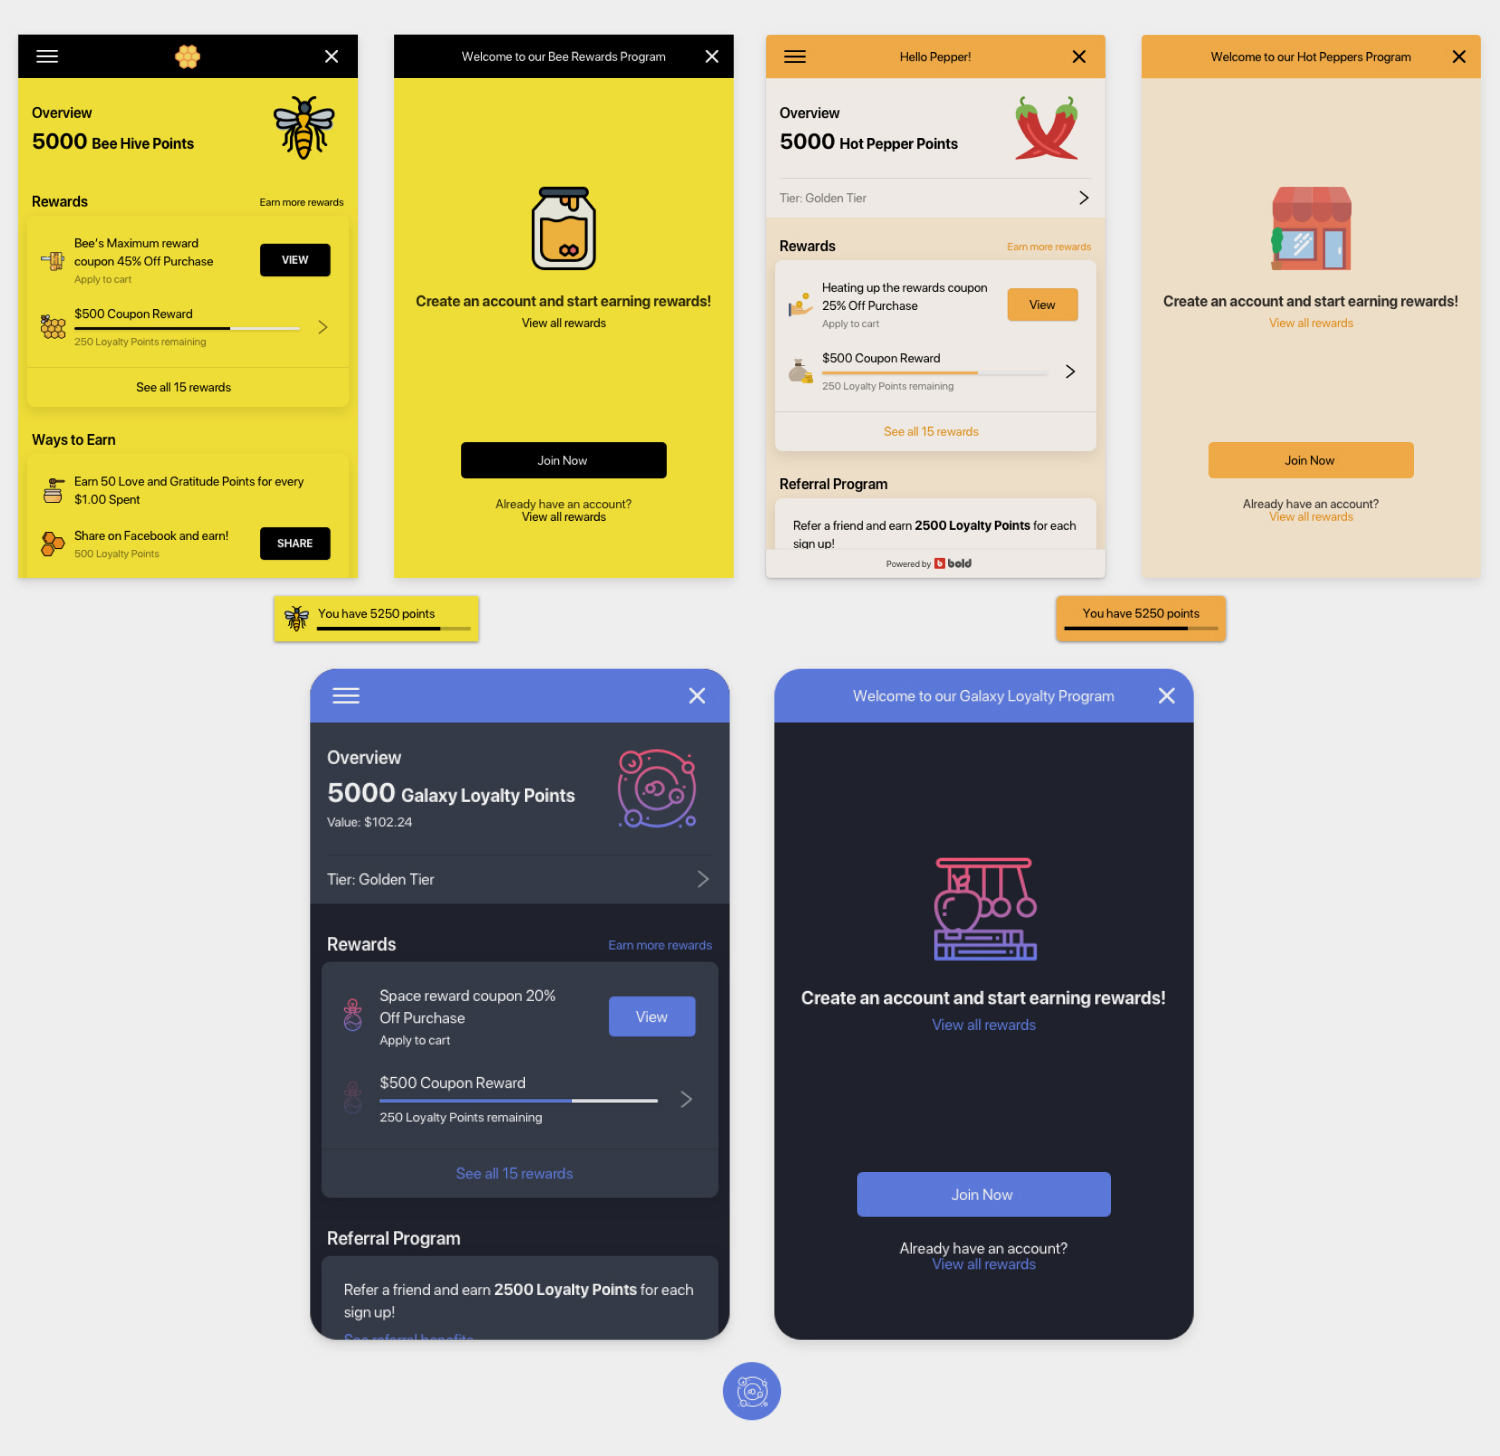 Overview
5000 Bee Hive Points
Rewards
Earn more rewards
Bee's Maximum reward
coupon 45% Off Purchase
Apply to cart
VIEW
$500 Coupon Reward
250 Loyalty Points remaining
See all 15 rewards
Ways to Earn
Earn 50 Love and Gratitude Points for every
$1.00 Spent
Share on Facebook and earn!
500 Loyalty Points
SHARE
Welcome to our Bee Rewards Program
Create an account and start earning rewards!
View all rewards
Join Now
Already have an account?
View all rewards
Hello Pepper!
Overview
5000 Hot Pepper Points
Tier: Golden Tier
Rewards
Earn more rewards
Heating up the rewards coupon
25% Off Purchase
Apply to cart
View
$500 Coupon Reward
250 Loyalty Points remaining
See all 15 rewards
Referral Program
Refer a friend and earn 2500 Loyalty Points for each
sign up!
Powered by b bold
Welcome to our Hot Peppers Program
Create an account and start earning rewards!
View all rewards
Join Now
Already have an account?
View all rewards
You have 5250 points
You have 5250 points
Overview
5000 Galaxy Loyalty Points
Value: $102.24
Tier: Golden Tier
Rewards
Earn more rewards
Space reward coupon 20%
Off Purchase
Apply to cart
View
$500 Coupon Reward
250 Loyalty Points remaining
See all 15 rewards
Referral Program
Refer a friend and earn 2500 Loyalty Points for each
sign up!
See referral benefits
Welcome to our Galaxy Loyalty Program
Create an account and start earning rewards!
View all rewards
Join Now
Already have an account?
View all rewards